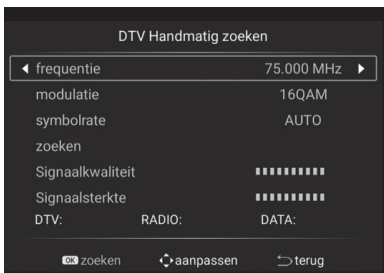 DTV Handmatig zoeken
frequentie 75.000 MHz
modulatie 16QAM
symbolrate AUTO
zoeken
Signaalkwaliteit
Signaalsterkte
DTV: RADIO: DATA:
OK zoeken aanpassen terug